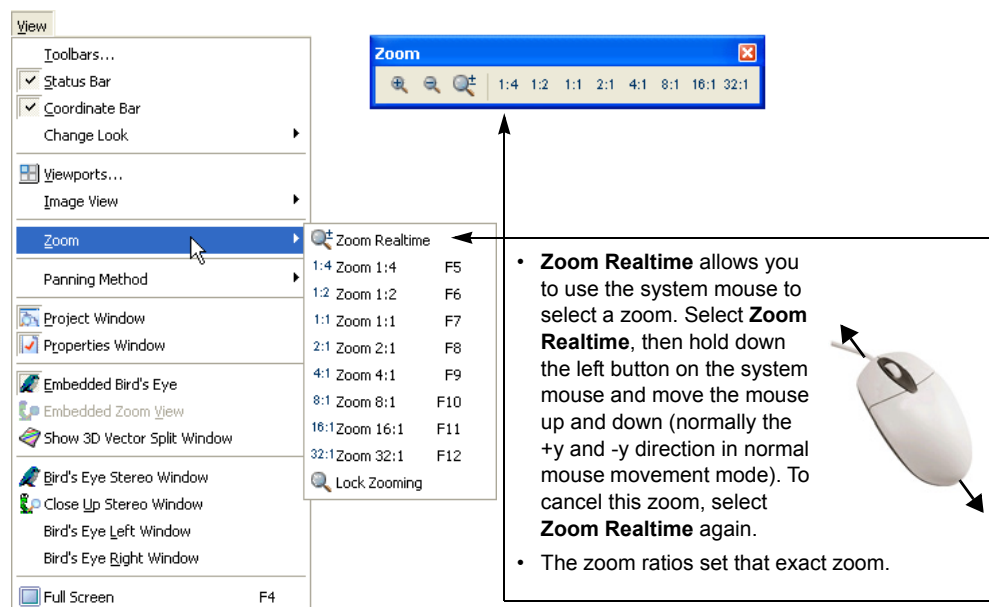 View
Toolbars...
Status Bar
Coordinate Bar
Change Look
Viewports...
Image View
Zoom
Panning Method
Project Window
Properties Window
Embedded Bird's Eye
Embedded Zoom View
Show 3D Vector Split Window
Bird's Eye Stereo Window
Close Up Stereo Window
Bird's Eye Left Window
Bird's Eye Right Window
Full Screen F4
Zoom
1:4 1:2 1:1 2:1 4:1 8:1 16:1 32:1
Zoom Realtime
1:4 Zoom 1:4 F5
1:2 Zoom 1:2 F6
1:1 Zoom 1:1 F7
2:1 Zoom 2:1 F8
4:1 Zoom 4:1 F9
8:1 Zoom 8:1 F10
16:1 Zoom 16:1 F11
32:1 Zoom 32:1 F12
Lock Zooming
• Zoom Realtime allows you
to use the system mouse to
select a zoom. Select Zoom
Realtime, then hold down
the left button on the system
mouse and move the mouse
up and down (normally the
+y and -y direction in normal
mouse movement mode). To
cancel this zoom, select
Zoom Realtime again.
• The zoom ratios set that exact zoom.